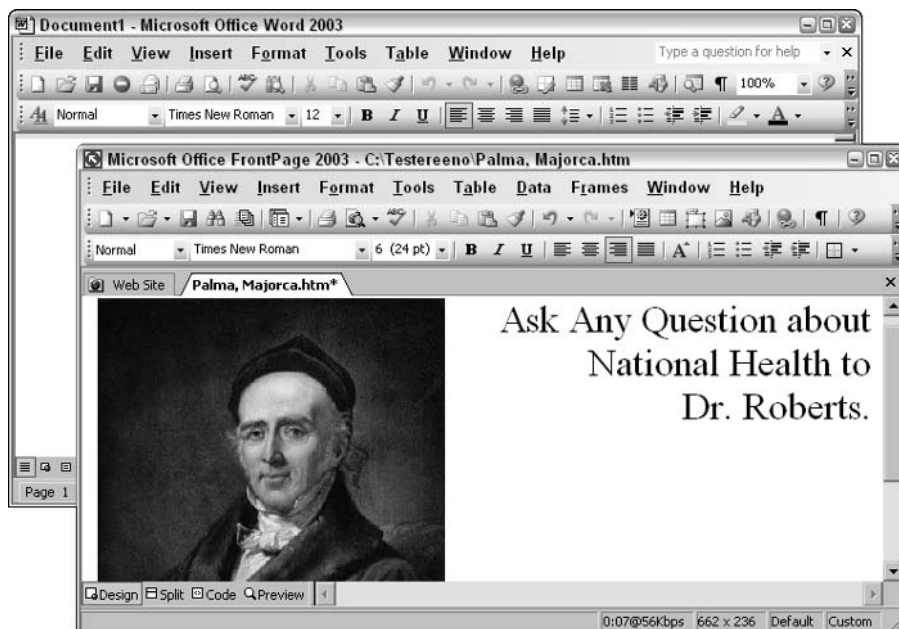 Document1 - Microsoft Office Word 2003
File Edit View Insert Format Tools Table Window Help Type a question for help
100%
Normal Times New Roman 12 B I U A
Microsoft Office FrontPage 2003 - C:\Testereeno\Palma, Majorca.htm
File Edit View Insert Format Tools Table Data Frames Window Help
Normal Times New Roman 6 (24 pt) B I U A
Web Site Palma, Majorca.htm*
Ask Any Question about
National Health to
Dr. Roberts.
Page 1
Design Split Code Preview
0:07@56Kbps 662 x 236 Default Custom